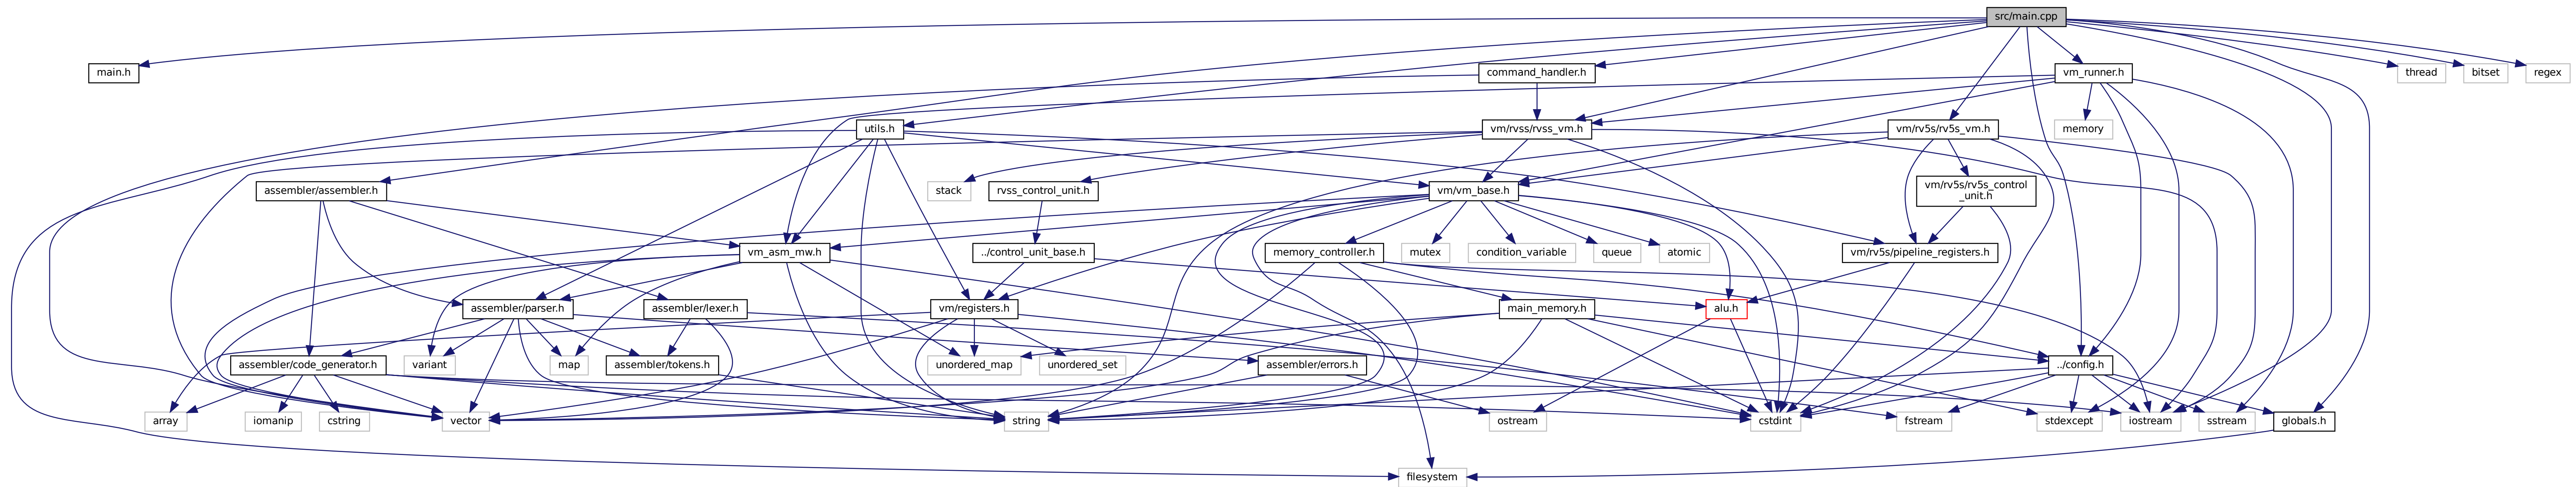 src/main.cpp
main.h
command_handler.h
vm_runner.h
thread
bitset
regex
utils.h
vm/rvss/rvss_vm.h
vm/rv5s/rv5s_vm.h
memory
assembler/assembler.h
stack
rvss_control_unit.h
vm/vm_base.h
vm/rv5s/rv5s_control
_unit.h
vm_asm_mw.h
../control_unit_base.h
memory_controller.h
mutex
condition_variable
queue
atomic
vm/rv5s/pipeline_registers.h
assembler/parser.h
assembler/lexer.h
vm/registers.h
main_memory.h
alu.h
assembler/code_generator.h
variant
map
assembler/tokens.h
unordered_map
unordered_set
assembler/errors.h
../config.h
array
iomanip
cstring
vector
string
ostream
cstdint
fstream
stdexcept
iostream
sstream
globals.h
filesystem